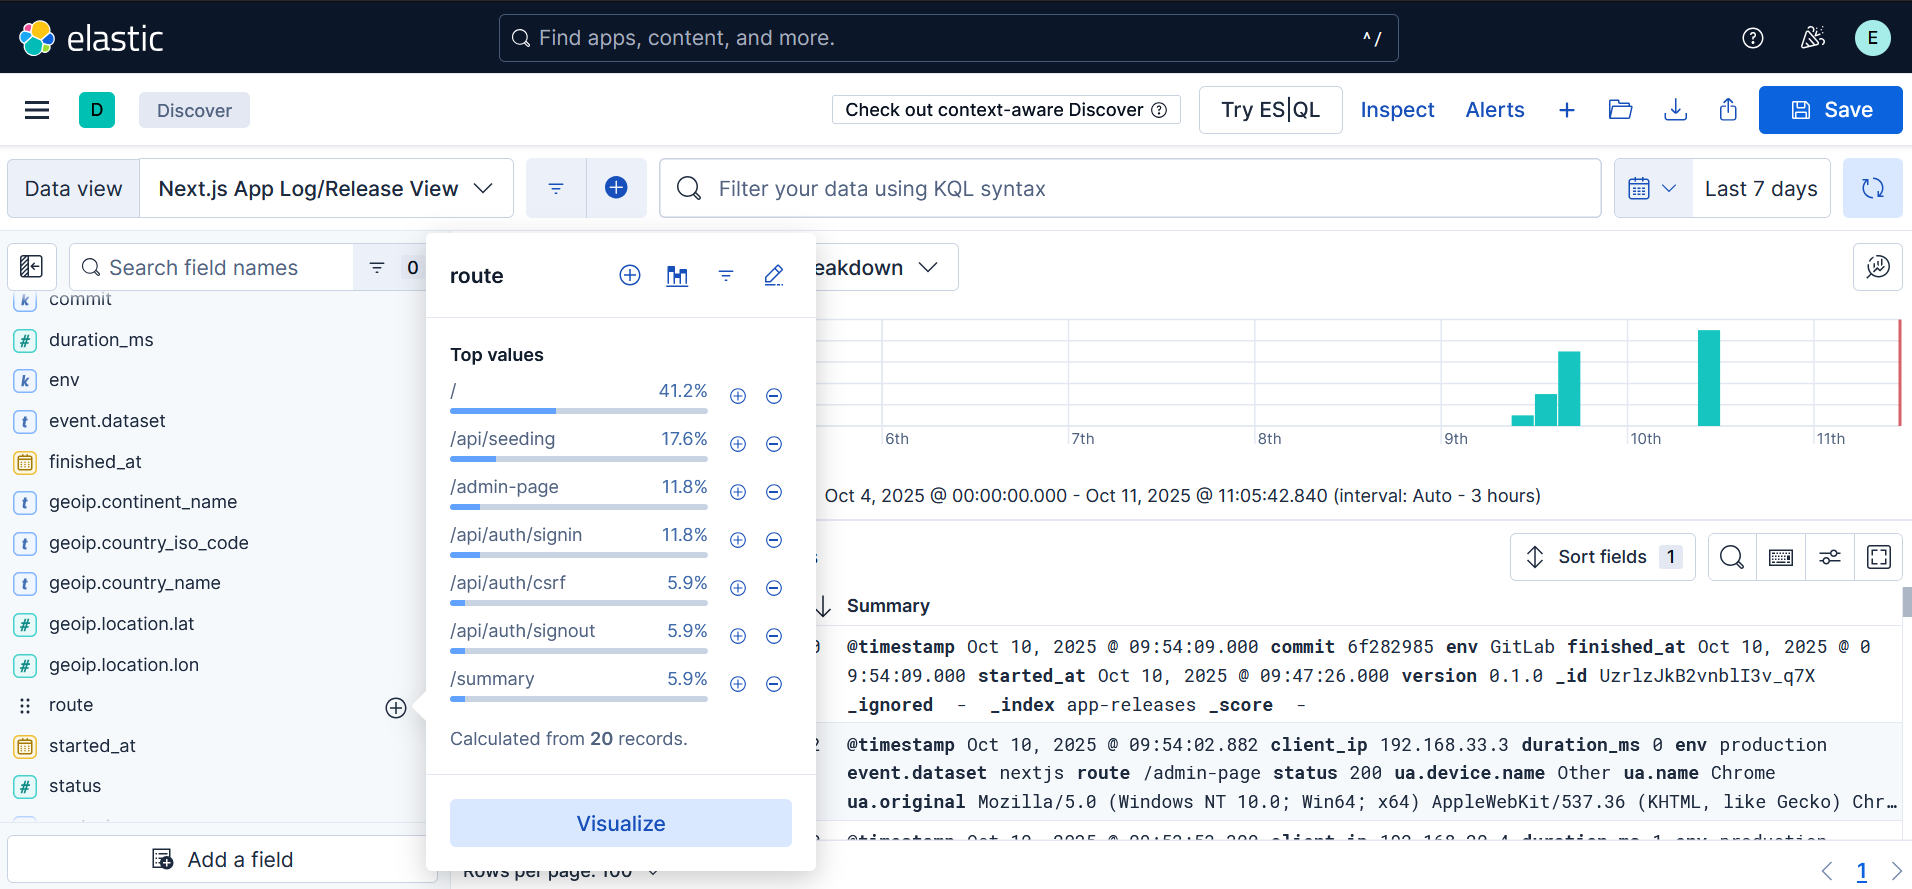 elastic
Find apps, content, and more.
^ /
E
D
Discover
Check out context-aware Discover
Try ES|QL
Inspect
Alerts
Save
Data view
Next.js App Log/Release View
Filter your data using KQL syntax
Last 7 days
Search field names
0
commit
duration_ms
env
event.dataset
finished_at
geoip.continent_name
geoip.country_iso_code
geoip.country_name
geoip.location.lat
geoip.location.lon
route
started_at
status
Add a field
route
Top values
/ 41.2%
/api/seeding 17.6%
/admin-page 11.8%
/api/auth/signin 11.8%
/api/auth/csrf 5.9%
/api/auth/signout 5.9%
/summary 5.9%
Calculated from 20 records.
Visualize
eakdown
6th 7th 8th 9th 10th 11th
Oct 4, 2025 @ 00:00:00.000 - Oct 11, 2025 @ 11:05:42.840 (interval: Auto - 3 hours)
Sort fields 1
Summary
@timestamp Oct 10, 2025 @ 09:54:09.000 commit 6f282985 env GitLab finished_at Oct 10, 2025 @ 0
9:54:09.000 started_at Oct 10, 2025 @ 09:47:26.000 version 0.1.0 _id UzrlzJkB2vnblI3v_q7X
_ignored - _index app-releases _score -
@timestamp Oct 10, 2025 @ 09:54:02.882 client_ip 192.168.33.3 duration_ms 0 env production
event.dataset nextjs route /admin-page status 200 ua.device.name Other ua.name Chrome
ua.original Mozilla/5.0 (Windows NT 10.0; Win64; x64) AppleWebKit/537.36 (KHTML, like Gecko) Chr…
Rows per page: 100
1